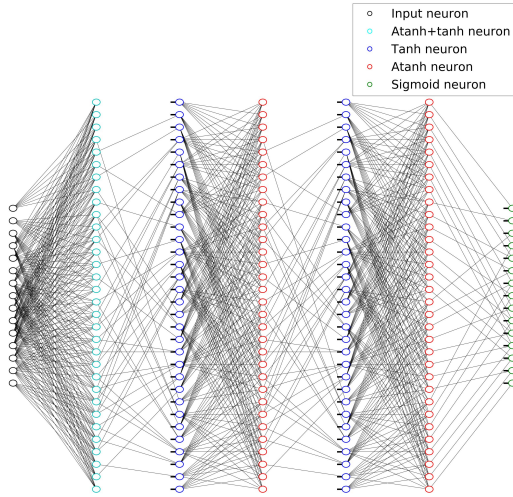 Input neuron
Atanh+tanh neuron
Tanh neuron
Atanh neuron
Sigmoid neuron